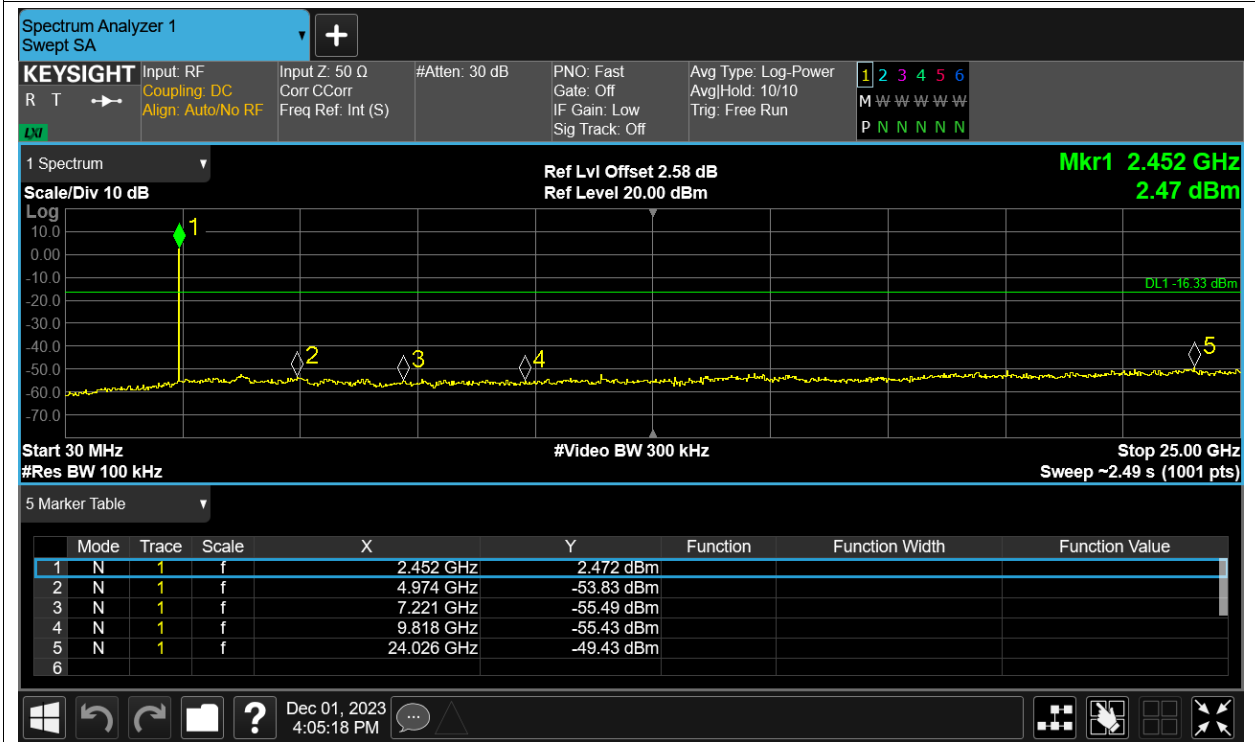 Spectrum Analyzer 1
Swept SA
+
KEYSIGHT
R T
LXI
Input: RF
Coupling: DC
Align: Auto/No RF
Input Z: 50 Ω
Corr CCorr
Freq Ref: Int (S)
#Atten: 30 dB
PNO: Fast
Gate: Off
IF Gain: Low
Sig Track: Off
Avg Type: Log-Power
Avg|Hold: 10/10
Trig: Free Run
1 2 3 4 5 6
M W W W W W
P N N N N N
1 Spectrum
Scale/Div 10 dB
Ref Lvl Offset 2.58 dB
Ref Level 20.00 dBm
Mkr1 2.452 GHz
2.47 dBm
Log
10.0
0.00
-10.0
-20.0
-30.0
-40.0
-50.0
-60.0
-70.0
1
2
3
4
5
DL1 -16.33 dBm
Start 30 MHz
#Res BW 100 kHz
#Video BW 300 kHz
Stop 25.00 GHz
Sweep ~2.49 s (1001 pts)
5 Marker Table
Mode Trace Scale X Y Function Function Width Function Value
1 N 1 f 2.452 GHz 2.472 dBm
2 N 1 f 4.974 GHz -53.83 dBm
3 N 1 f 7.221 GHz -55.49 dBm
4 N 1 f 9.818 GHz -55.43 dBm
5 N 1 f 24.026 GHz -49.43 dBm
6
?
Dec 01, 2023
4:05:18 PM